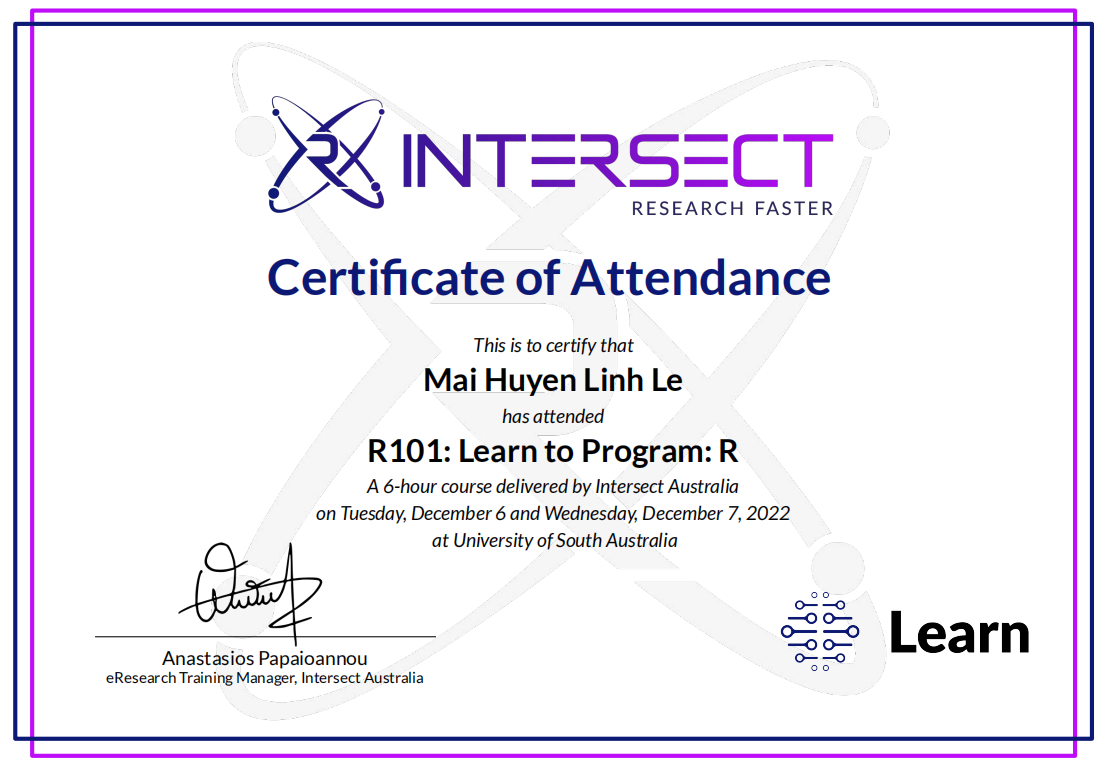 INTERSECT
RESEARCH FASTER
Certificate of Attendance
This is to certify that
Mai Huyen Linh Le
has attended
R101: Learn to Program: R
A 6-hour course delivered by Intersect Australia
on Tuesday, December 6 and Wednesday, December 7, 2022
at University of South Australia
Anastasios Papaioannou
eResearch Training Manager, Intersect Australia
Learn